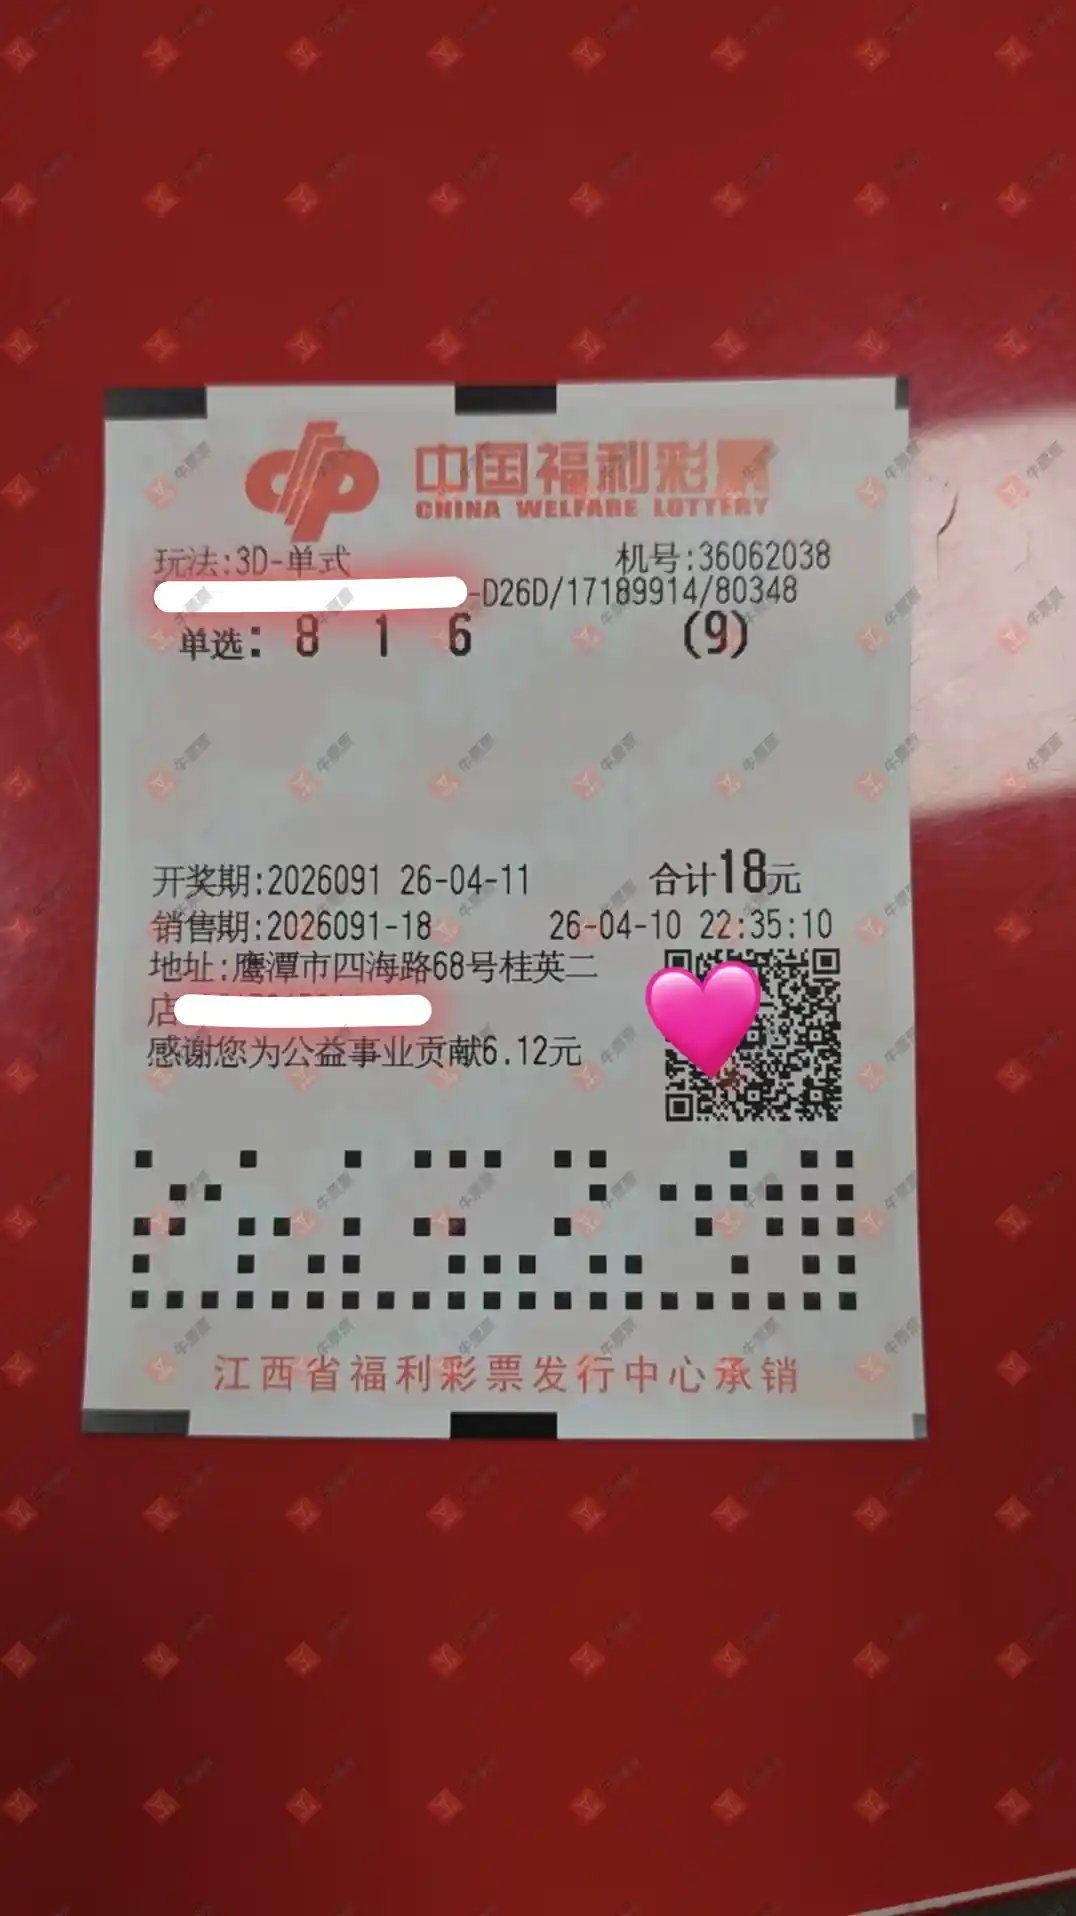 中国福利彩票
CHINA WELFARE LOTTERY
玩法:3D-单式 机号:36062038
-D26D/17189914/80348
单选: 8 1 6 (9)
开奖期:2026091 26-04-11 合计18元
销售期:2026091-18 26-04-10 22:35:10
地址:鹰潭市四海路68号桂英二
店
感谢您为公益事业贡献6.12元
江西省福利彩票发行中心承销
牛票票